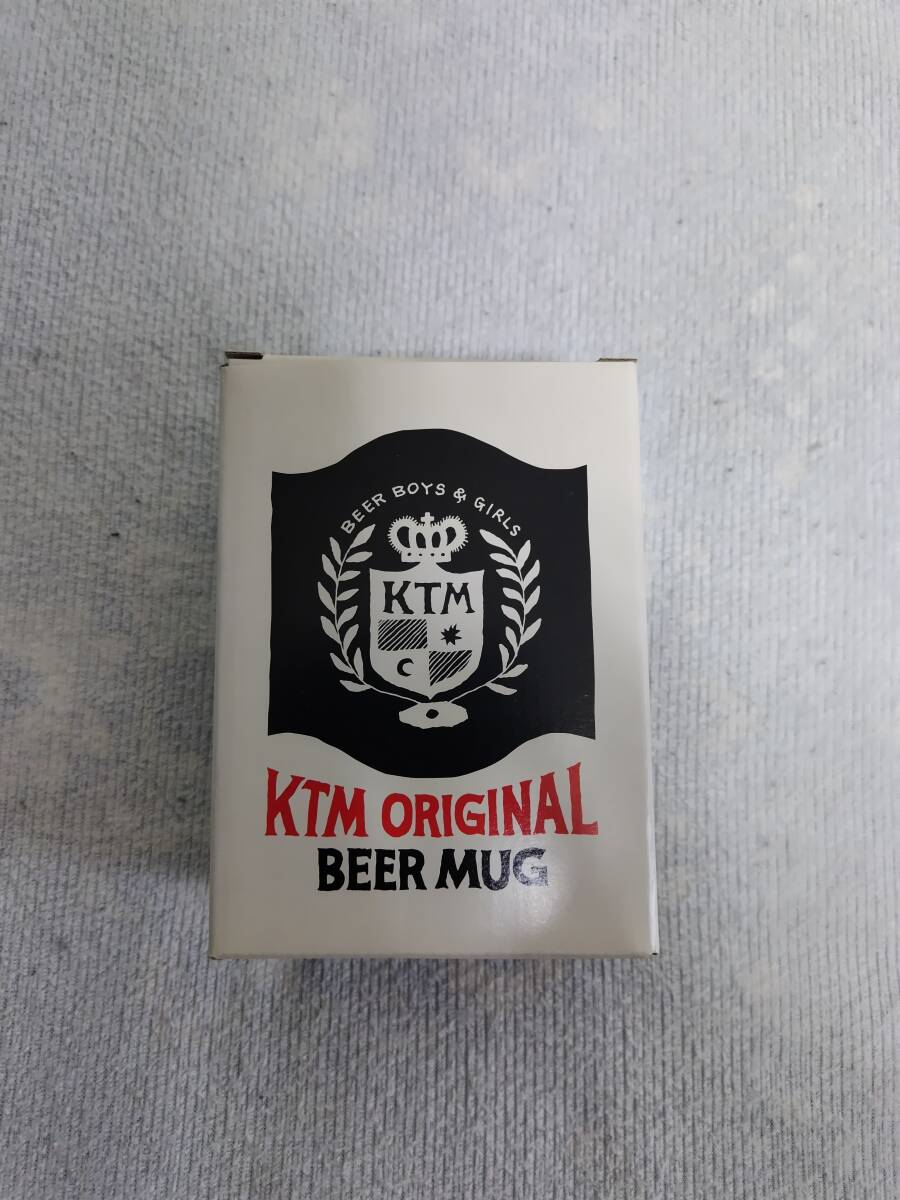 BEER BOYS & GIRLS
KTM
KTM ORIGINAL
BEER MUG